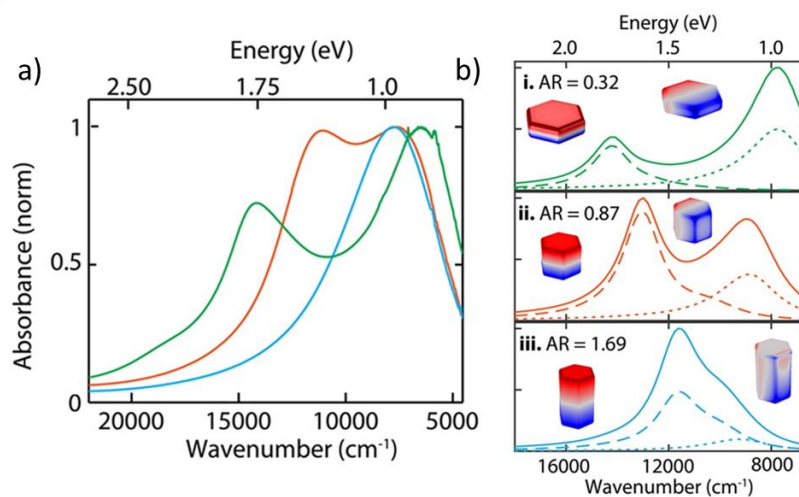 a)
Energy (eV)
2.50 1.75 1.0
Absorbance (norm)
1
0.5
0
20000 15000 10000 5000
Wavenumber (cm-1)
b)
Energy (eV)
2.0 1.5 1.0
i. AR = 0.32
ii. AR = 0.87
iii. AR = 1.69
16000 12000 8000
Wavenumber (cm-1)